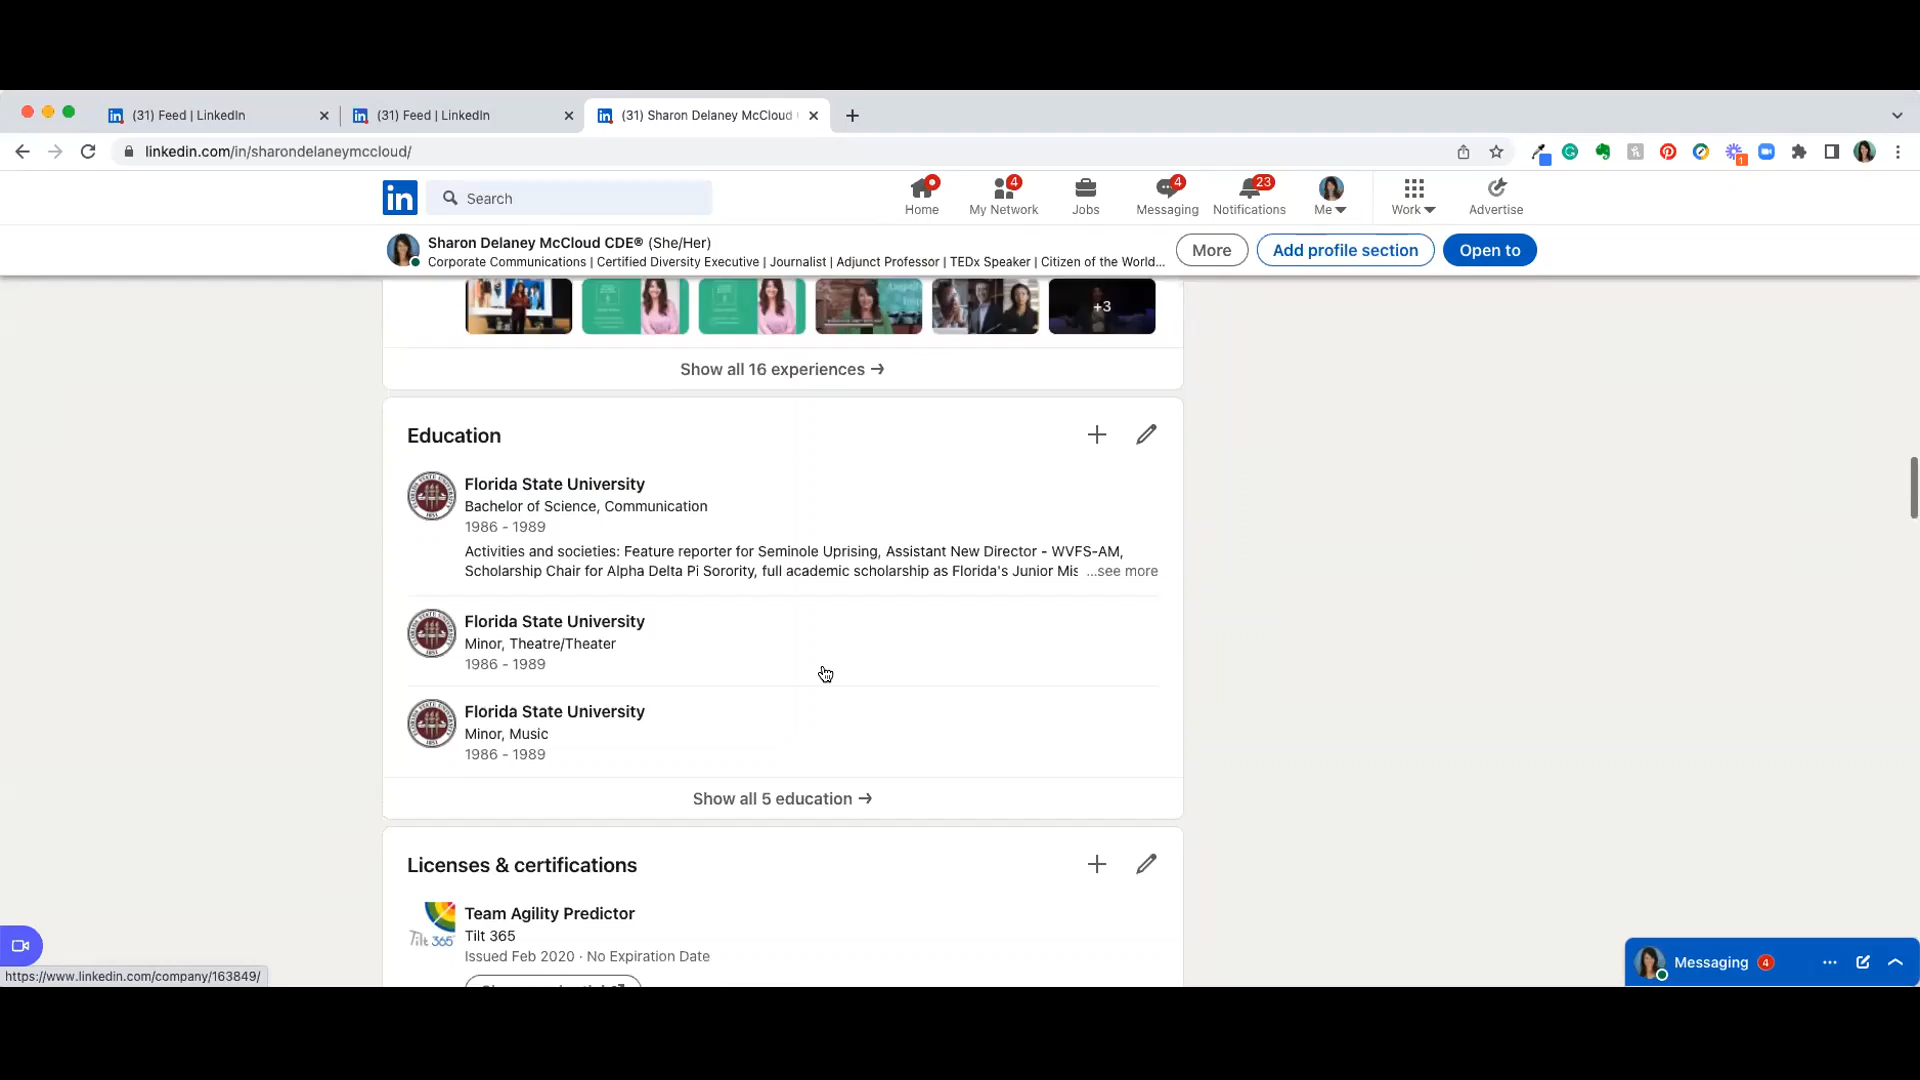 (31) Feed | LinkedIn
(31) Feed | LinkedIn
(31) Sharon Delaney McCloud
linkedin.com/in/sharondelaneymccloud/
1
in
Search
4
4
23
Home
My Network
Jobs
Messaging
Notifications
Me
Work
Advertise
Sharon Delaney McCloud CDE® (She/Her)
Corporate Communications | Certified Diversity Executive | Journalist | Adjunct Professor | TEDx Speaker | Citizen of the World...
More
Add profile section
Open to
+3
Show all 16 experiences →
Education
Florida State University
Bachelor of Science, Communication
1986 - 1989
Activities and societies: Feature reporter for Seminole Uprising, Assistant New Director - WVFS-AM,
Scholarship Chair for Alpha Delta Pi Sorority, full academic scholarship as Florida's Junior Mis ...see more
Florida State University
Minor, Theatre/Theater
1986 - 1989
Florida State University
Minor, Music
1986 - 1989
Show all 5 education →
Licenses & certifications
Team Agility Predictor
Tilt 365
Tilt 365
Issued Feb 2020 · No Expiration Date
Messaging 4
https://www.linkedin.com/company/163849/